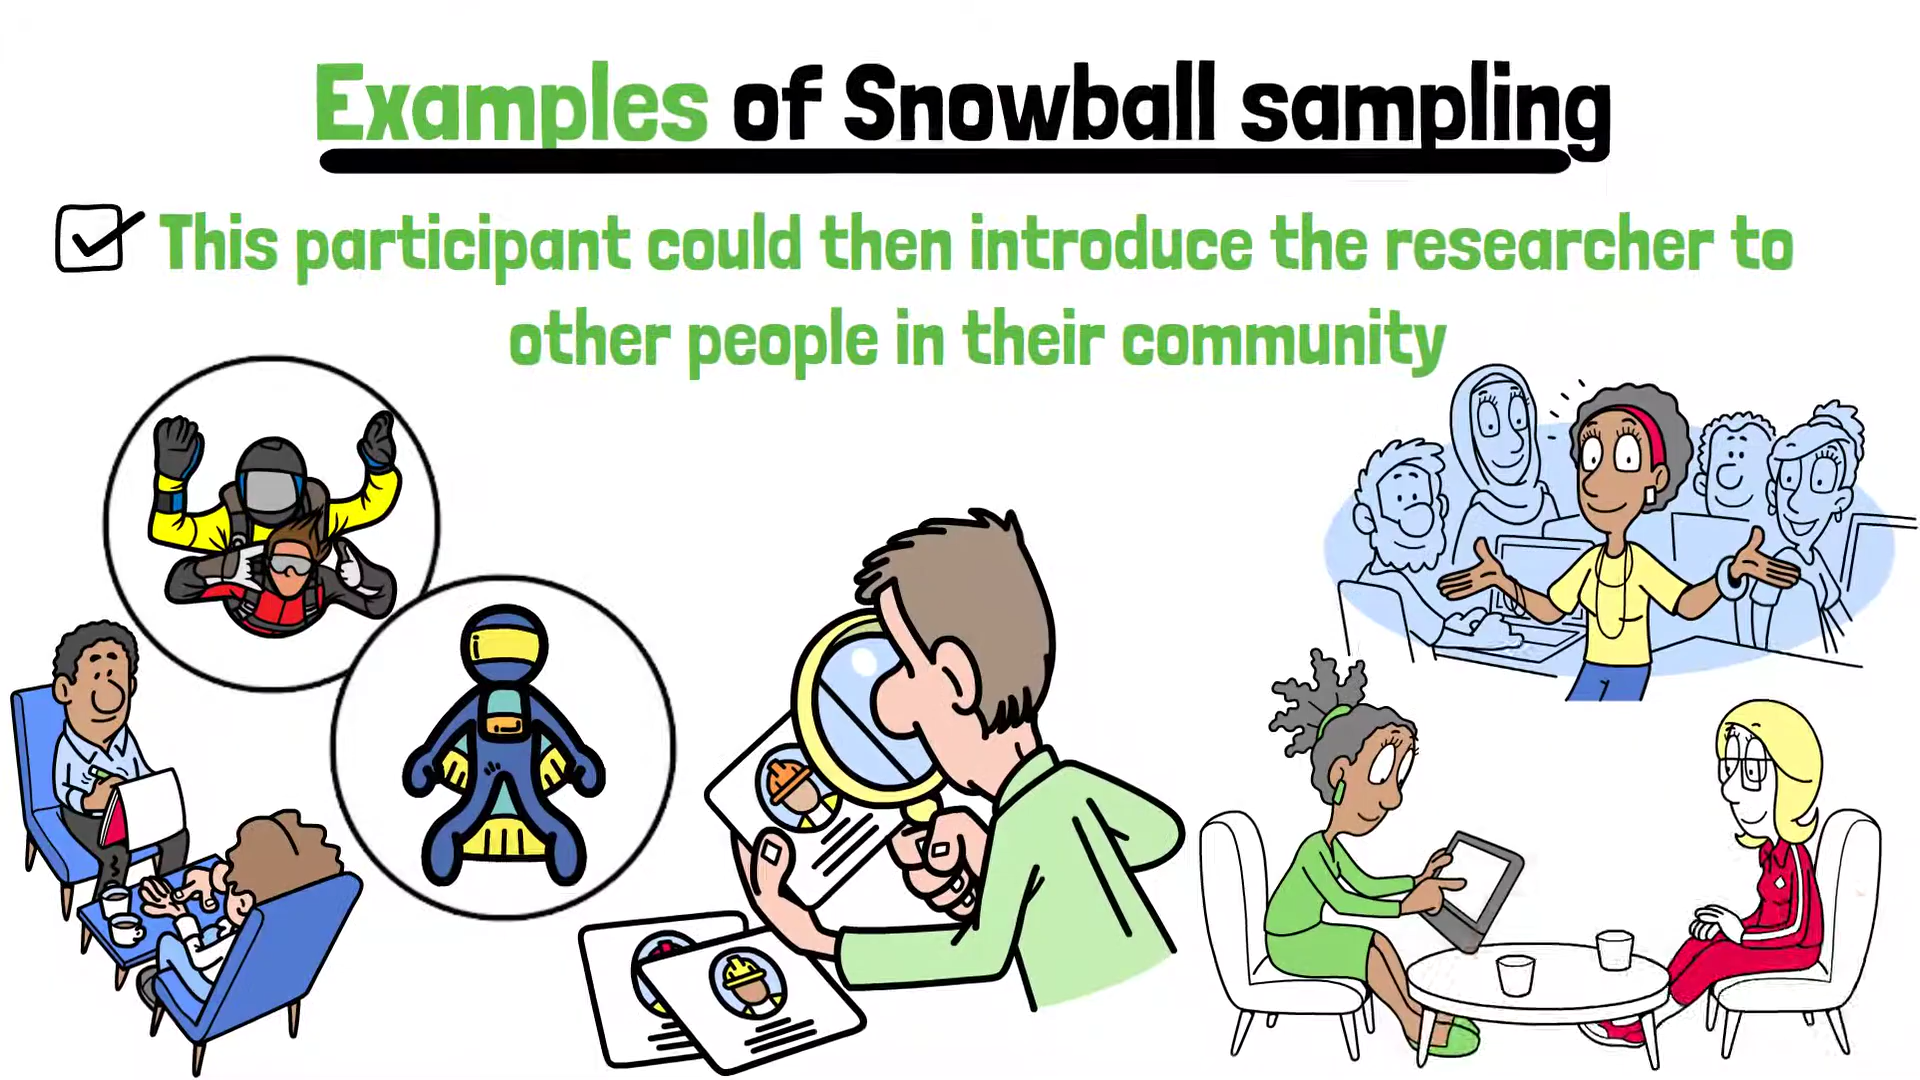 Examples of Snowball sampling
This participant could then introduce the researcher to
other people in their community